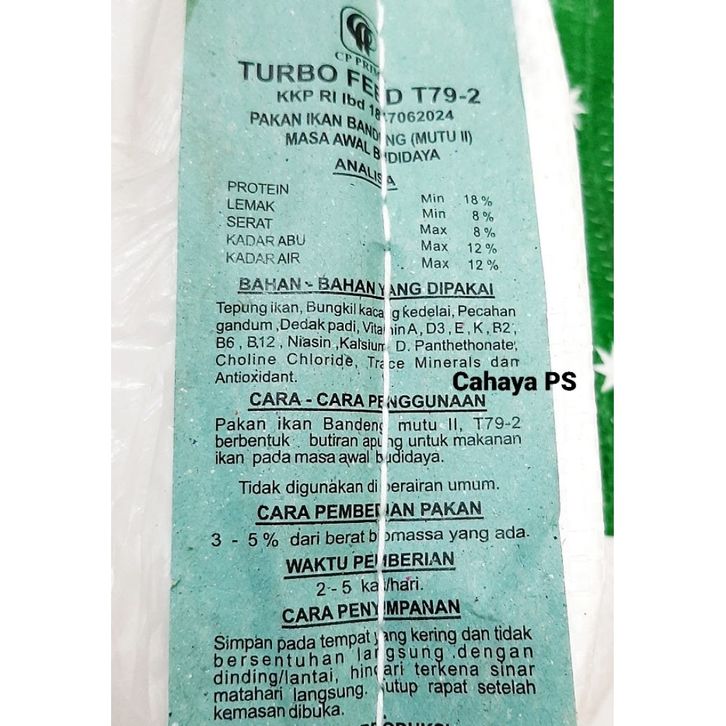 CP PRIM
TURBO FEED T79-2
KKP RI lbd 18 7062024
PAKAN IKAN BANDENG (MUTU II)
MASA AWAL BUDIDAYA
ANALISA
PROTEIN Min 18 %
LEMAK Min 8 %
SERAT Max 8 %
KADAR ABU Max 12 %
KADAR AIR Max 12 %
BAHAN - BAHAN YANG DIPAKAI
Tepung ikan, Bungkil kacang kedelai, Pecahan
gandum ,Dedak padi, Vitamin A, D3 , E , K , B2,
B6 , B,12 , Niasin ,Kalsium D. Panthethonate,
Choline Chloride, Trace Minerals dan
Antioxidant.
Cahaya PS
CARA - CARA PENGGUNAAN
Pakan ikan Bandeng mutu II, T79-2
berbentuk butiran apung untuk makanan
ikan pada masa awal budidaya.
Tidak digunakan di perairan umum.
CARA PEMBERIAN PAKAN
3 - 5 % dari berat biomassa yang ada.
WAKTU PEMBERIAN
2 - 5 kali/hari.
CARA PENYIMPANAN
Simpan pada tempat yang kering dan tidak
bersentuhan langsung dengan
dinding/lantai, hindari terkena sinar
matahari langsung. Tutup rapat setelah
kemasan dibuka.